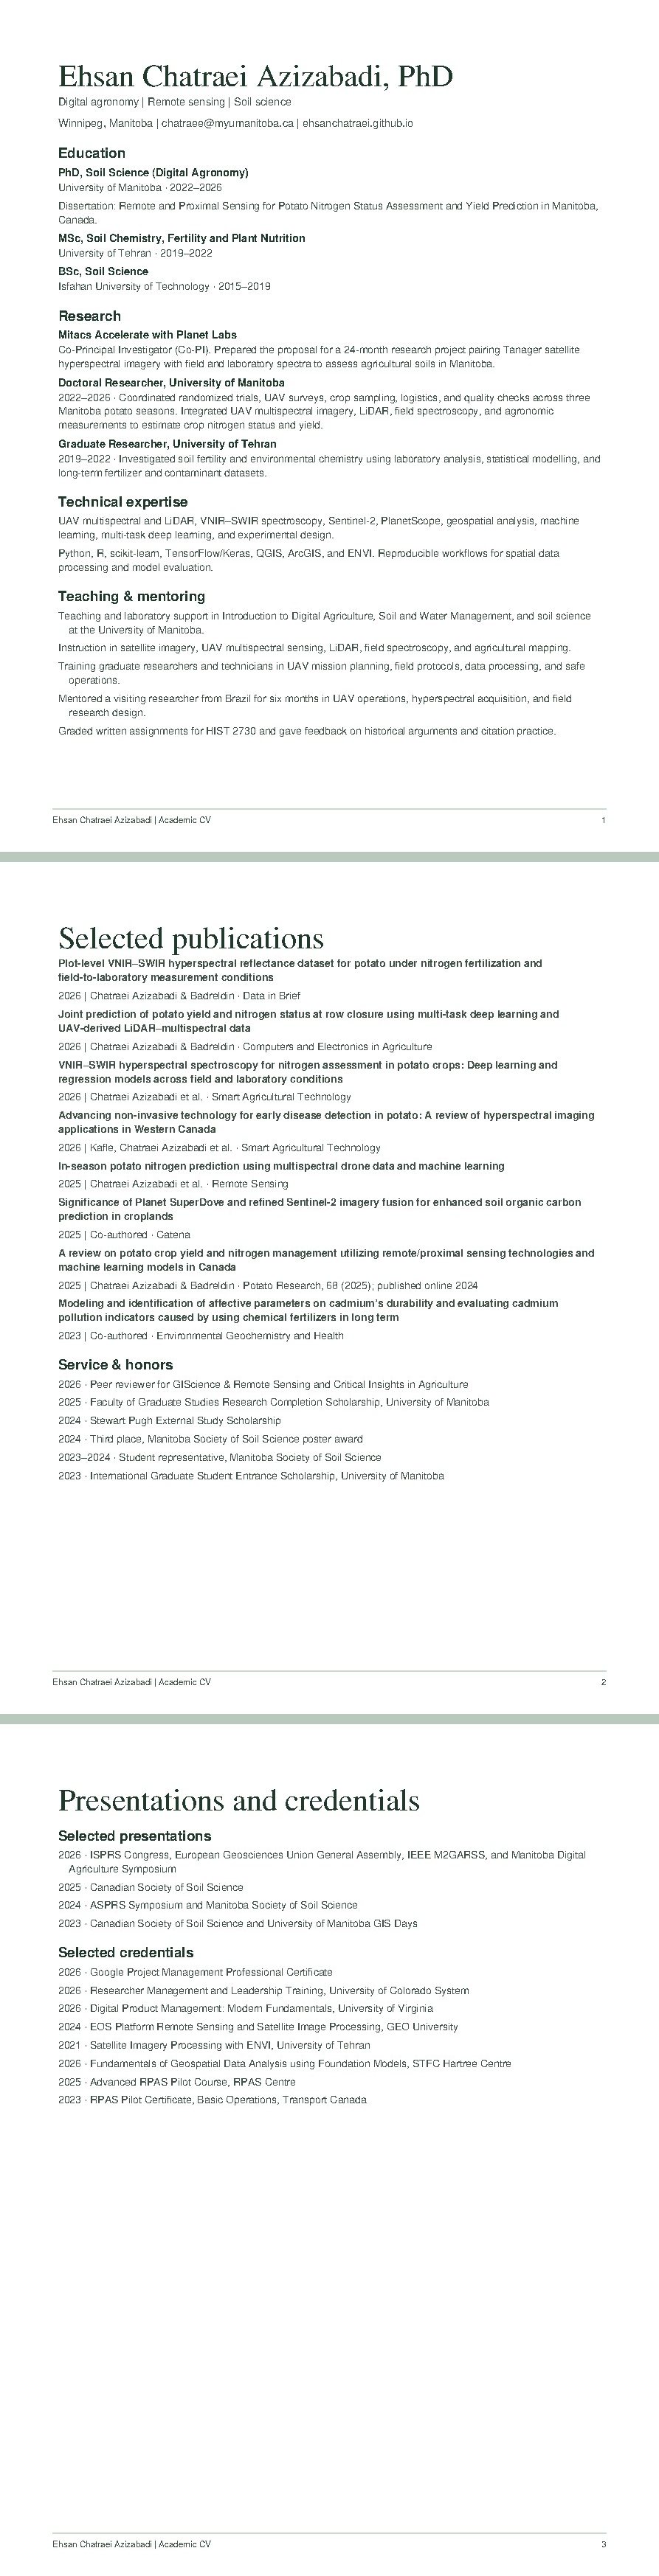 Ehsan Chatraei Azizabadi, PhD
Digital agronomy | Remote sensing | Soil science
Winnipeg, Manitoba | chatraee@myumanitoba.ca | ehsanchatraei.github.io
Education
PhD, Soil Science (Digital Agronomy)
University of Manitoba · 2022–2026
Dissertation: Remote and Proximal Sensing for Potato Nitrogen Status Assessment and Yield Prediction in Manitoba,
Canada.
MSc, Soil Chemistry, Fertility and Plant Nutrition
University of Tehran · 2019–2022
BSc, Soil Science
Isfahan University of Technology · 2015–2019
Research
Mitacs Accelerate with Planet Labs
Co-Principal Investigator (Co-PI). Prepared the proposal for a 24-month research project pairing Tanager satellite
hyperspectral imagery with field and laboratory spectra to assess agricultural soils in Manitoba.
Doctoral Researcher, University of Manitoba
2022–2026 · Coordinated randomized trials, UAV surveys, crop sampling, logistics, and quality checks across three
Manitoba potato seasons. Integrated UAV multispectral imagery, LiDAR, field spectroscopy, and agronomic
measurements to estimate crop nitrogen status and yield.
Graduate Researcher, University of Tehran
2019–2022 · Investigated soil fertility and environmental chemistry using laboratory analysis, statistical modelling, and
long-term fertilizer and contaminant datasets.
Technical expertise
UAV multispectral and LiDAR, VNIR–SWIR spectroscopy, Sentinel-2, PlanetScope, geospatial analysis, machine
learning, multi-task deep learning, and experimental design.
Python, R, scikit-learn, TensorFlow/Keras, QGIS, ArcGIS, and ENVI. Reproducible workflows for spatial data
processing and model evaluation.
Teaching & mentoring
Teaching and laboratory support in Introduction to Digital Agriculture, Soil and Water Management, and soil science
at the University of Manitoba.
Instruction in satellite imagery, UAV multispectral sensing, LiDAR, field spectroscopy, and agricultural mapping.
Training graduate researchers and technicians in UAV mission planning, field protocols, data processing, and safe
operations.
Mentored a visiting researcher from Brazil for six months in UAV operations, hyperspectral acquisition, and field
research design.
Graded written assignments for HIST 2730 and gave feedback on historical arguments and citation practice.
Ehsan Chatraei Azizabadi | Academic CV 1
Selected publications
Plot-level VNIR–SWIR hyperspectral reflectance dataset for potato under nitrogen fertilization and
field-to-laboratory measurement conditions
2026 | Chatraei Azizabadi & Badreldin · Data in Brief
Joint prediction of potato yield and nitrogen status at row closure using multi-task deep learning and
UAV-derived LiDAR–multispectral data
2026 | Chatraei Azizabadi & Badreldin · Computers and Electronics in Agriculture
VNIR–SWIR hyperspectral spectroscopy for nitrogen assessment in potato crops: Deep learning and
regression models across field and laboratory conditions
2026 | Chatraei Azizabadi et al. · Smart Agricultural Technology
Advancing non-invasive technology for early disease detection in potato: A review of hyperspectral imaging
applications in Western Canada
2026 | Kafle, Chatraei Azizabadi et al. · Smart Agricultural Technology
In-season potato nitrogen prediction using multispectral drone data and machine learning
2025 | Chatraei Azizabadi et al. · Remote Sensing
Significance of Planet SuperDove and refined Sentinel-2 imagery fusion for enhanced soil organic carbon
prediction in croplands
2025 | Co-authored · Catena
A review on potato crop yield and nitrogen management utilizing remote/proximal sensing technologies and
machine learning models in Canada
2025 | Chatraei Azizabadi & Badreldin · Potato Research, 68 (2025); published online 2024
Modeling and identification of affective parameters on cadmium's durability and evaluating cadmium
pollution indicators caused by using chemical fertilizers in long term
2023 | Co-authored · Environmental Geochemistry and Health
Service & honors
2026 · Peer reviewer for GIScience & Remote Sensing and Critical Insights in Agriculture
2025 · Faculty of Graduate Studies Research Completion Scholarship, University of Manitoba
2024 · Stewart Pugh External Study Scholarship
2024 · Third place, Manitoba Society of Soil Science poster award
2023–2024 · Student representative, Manitoba Society of Soil Science
2023 · International Graduate Student Entrance Scholarship, University of Manitoba
Ehsan Chatraei Azizabadi | Academic CV 2
Presentations and credentials
Selected presentations
2026 · ISPRS Congress, European Geosciences Union General Assembly, IEEE M2GARSS, and Manitoba Digital
Agriculture Symposium
2025 · Canadian Society of Soil Science
2024 · ASPRS Symposium and Manitoba Society of Soil Science
2023 · Canadian Society of Soil Science and University of Manitoba GIS Days
Selected credentials
2026 · Google Project Management Professional Certificate
2026 · Researcher Management and Leadership Training, University of Colorado System
2026 · Digital Product Management: Modern Fundamentals, University of Virginia
2024 · EOS Platform Remote Sensing and Satellite Image Processing, GEO University
2021 · Satellite Imagery Processing with ENVI, University of Tehran
2026 · Fundamentals of Geospatial Data Analysis using Foundation Models, STFC Hartree Centre
2025 · Advanced RPAS Pilot Course, RPAS Centre
2023 · RPAS Pilot Certificate, Basic Operations, Transport Canada
Ehsan Chatraei Azizabadi | Academic CV 3